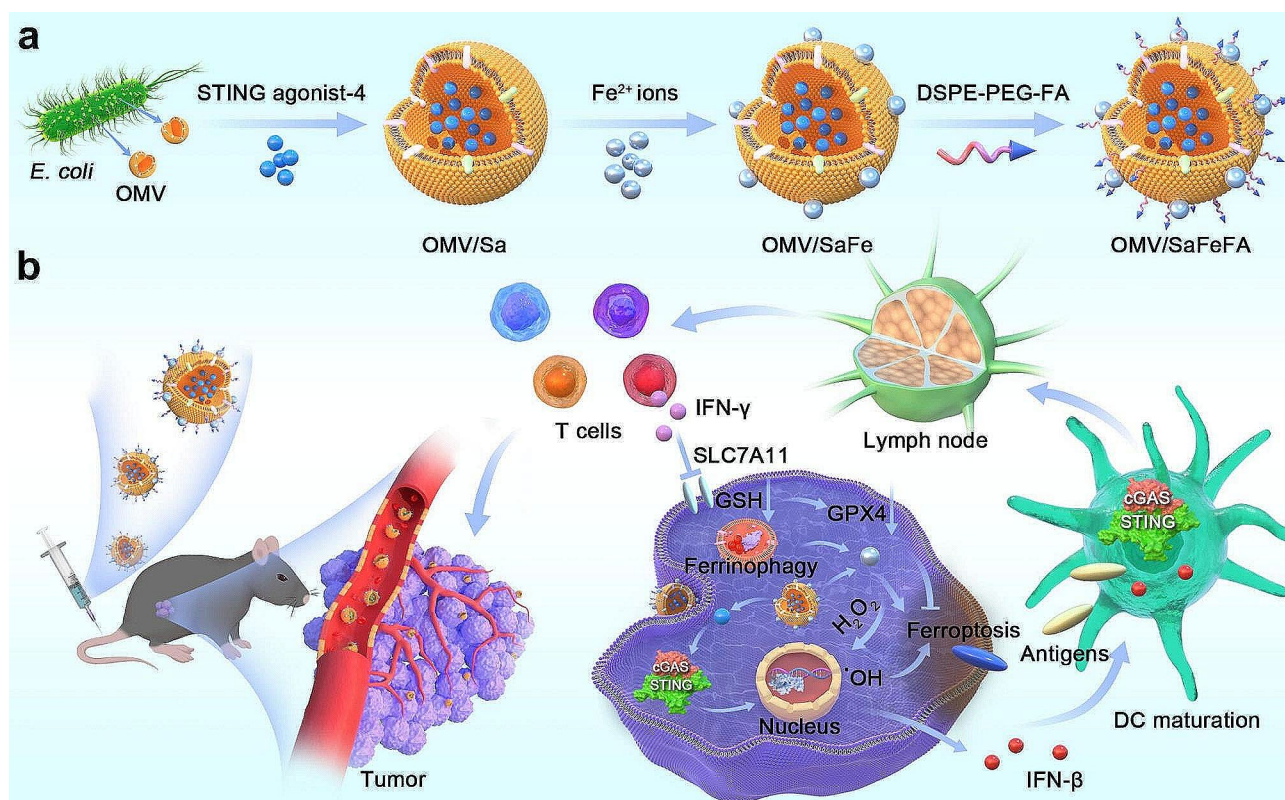 a
STING agonist-4
Fe²⁺ ions
DSPE-PEG-FA
E. coli
OMV
OMV/Sa
OMV/SaFe
OMV/SaFeFA
b
T cells
IFN-γ
Lymph node
SLC7A11
GSH
GPX4
cGAS
STING
Ferrinophagy
H₂O₂
Ferroptosis
Antigens
cGAS
STING
•OH
Nucleus
DC maturation
Tumor
IFN-β